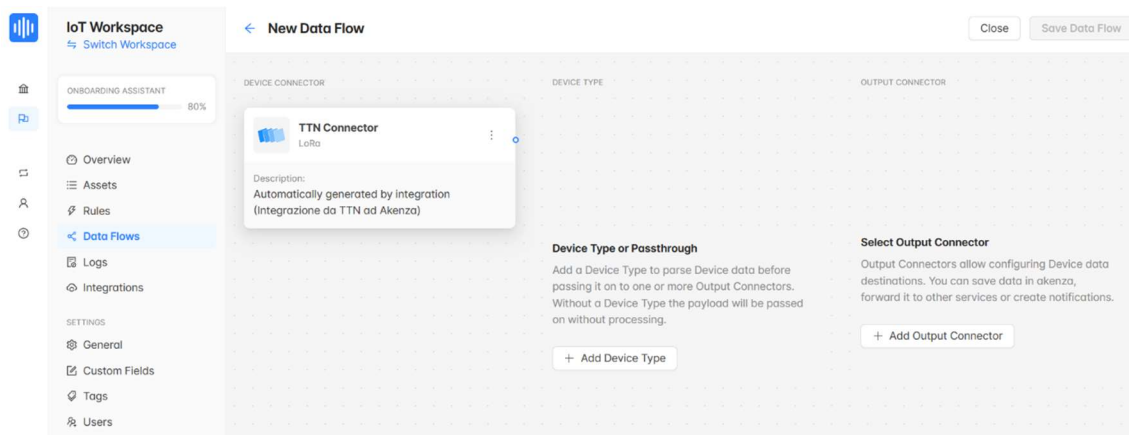 IoT Workspace
Switch Workspace
New Data Flow
Close
Save Data Flow
ONBOARDING ASSISTANT
80%
Overview
Assets
Rules
Data Flows
Logs
Integrations
SETTINGS
General
Custom Fields
Tags
Users
DEVICE CONNECTOR
TTN Connector
LoRa
Description:
Automatically generated by integration
(Integrazione da TTN ad Akenza)
DEVICE TYPE
Device Type or Passthrough
Add a Device Type to parse Device data before
passing it on to one or more Output Connectors.
Without a Device Type the payload will be passed
on without processing.
+ Add Device Type
OUTPUT CONNECTOR
Select Output Connector
Output Connectors allow configuring Device data
destinations. You can save data in akenza,
forward it to other services or create notifications.
+ Add Output Connector